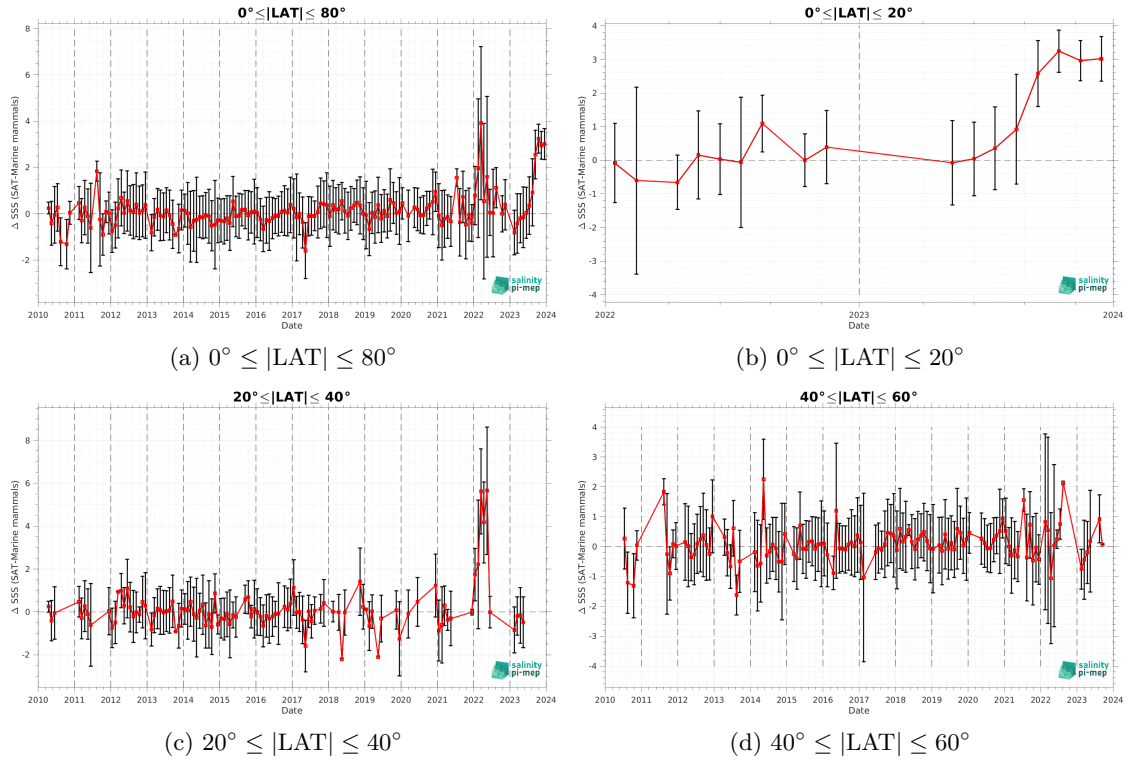 0°≤|LAT|≤ 80°
Δ SSS (SAT-Marine mammals)
8
6
4
2
0
-2
2010 2011 2012 2013 2014 2015 2016 2017 2018 2019 2020 2021 2022 2023 2024
Date
salinity
pi-mep
(a) 0° ≤ |LAT| ≤ 80°
0°≤|LAT|≤ 20°
Δ SSS (SAT-Marine mammals)
4
3
2
1
0
-1
-2
-3
-4
2022 2023 2024
Date
salinity
pi-mep
(b) 0° ≤ |LAT| ≤ 20°
20°≤|LAT|≤ 40°
Δ SSS (SAT-Marine mammals)
8
6
4
2
0
-2
2010 2011 2012 2013 2014 2015 2016 2017 2018 2019 2020 2021 2022 2023 2024
Date
salinity
pi-mep
(c) 20° ≤ |LAT| ≤ 40°
40°≤|LAT|≤ 60°
Δ SSS (SAT-Marine mammals)
4
3
2
1
0
-1
-2
-3
-4
2010 2011 2012 2013 2014 2015 2016 2017 2018 2019 2020 2021 2022 2023 2024
Date
salinity
pi-mep
(d) 40° ≤ |LAT| ≤ 60°